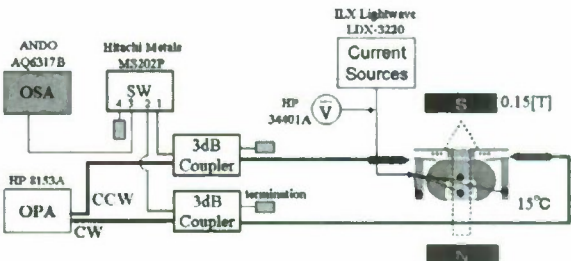 ILX Lightwave
LDX-3220
Current
Sources
ANDO
AQ6317B
OSA
Hitachi Metals
MS202P
SW
4 3 2 1
HP
34401A
V
S
0.15[T]
3dB
Coupler
HP 8153A
OPA
CCW
CW
3dB
Coupler
termination
15°C
N